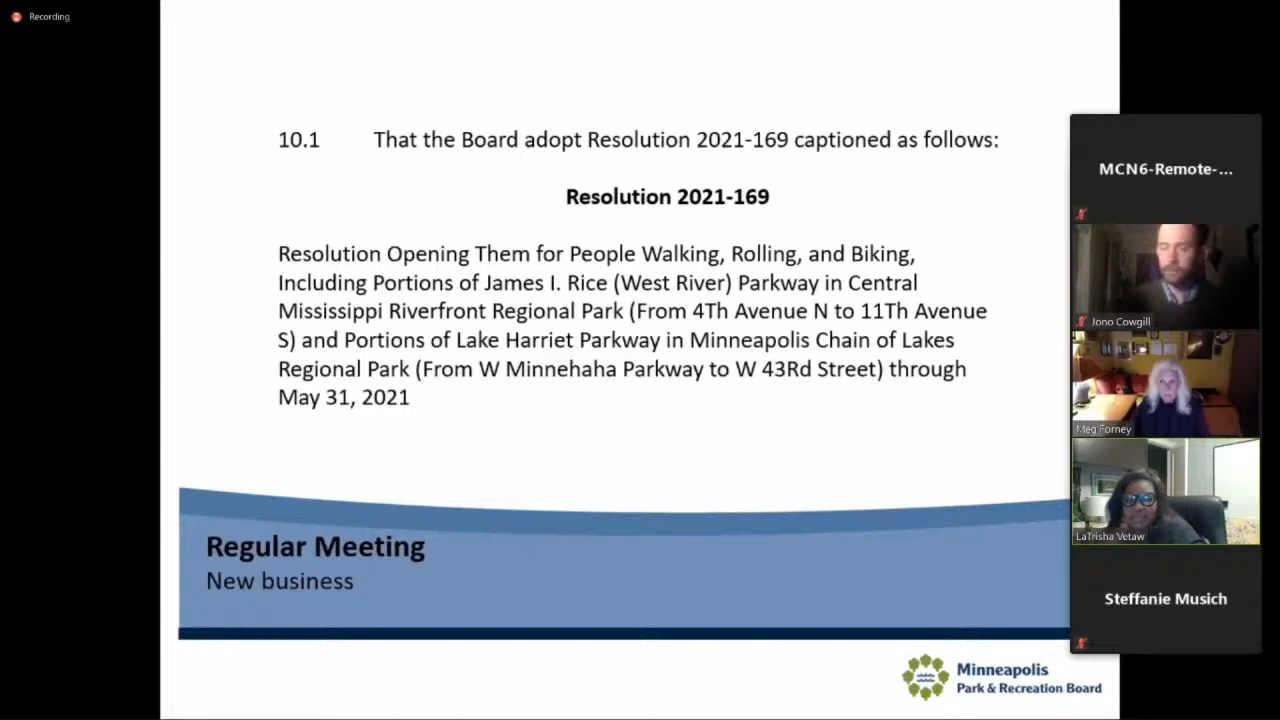 Recording
10.1 That the Board adopt Resolution 2021-169 captioned as follows:
Resolution 2021-169
Resolution Opening Them for People Walking, Rolling, and Biking,
Including Portions of James I. Rice (West River) Parkway in Central
Mississippi Riverfront Regional Park (From 4Th Avenue N to 11Th Avenue
S) and Portions of Lake Harriet Parkway in Minneapolis Chain of Lakes
Regional Park (From W Minnehaha Parkway to W 43Rd Street) through
May 31, 2021
Regular Meeting
New business
Minneapolis
Park & Recreation Board
MCN6-Remote-...
Jono Cowgill
Meg Forney
LaTrisha Vetaw
Steffanie Musich